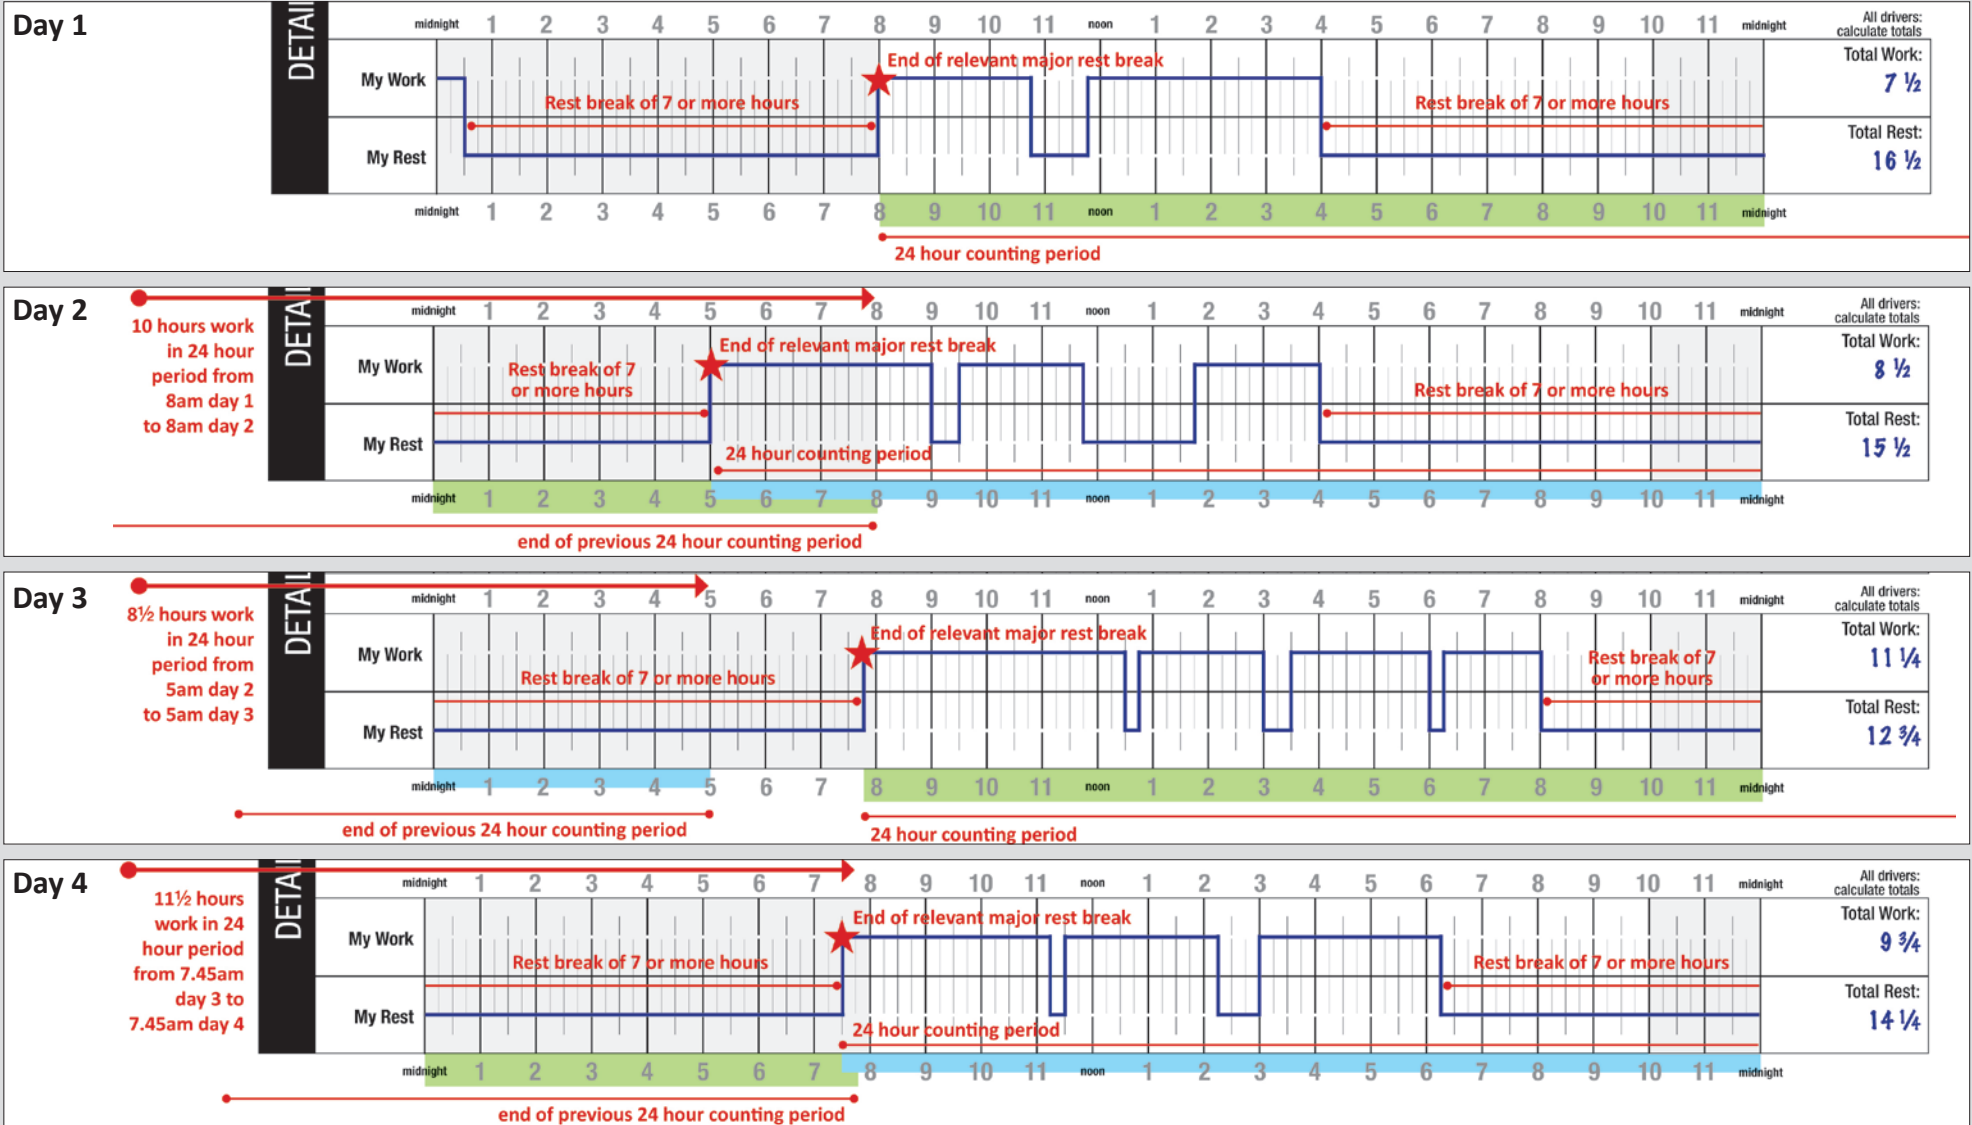 Day 1
DETAIL
midnight 1 2 3 4 5 6 7 8 9 10 11 noon 1 2 3 4 5 6 7 8 9 10 11 midnight
All drivers:
calculate totals
My Work
End of relevant major rest break
Rest break of 7 or more hours
Rest break of 7 or more hours
Total Work:
7 ½
My Rest
Total Rest:
16 ½
midnight 1 2 3 4 5 6 7 8 9 10 11 noon 1 2 3 4 5 6 7 8 9 10 11 midnight
24 hour counting period
Day 2
10 hours work
in 24 hour
period from
8am day 1
to 8am day 2
DETAIL
midnight 1 2 3 4 5 6 7 8 9 10 11 noon 1 2 3 4 5 6 7 8 9 10 11 midnight
All drivers:
calculate totals
My Work
End of relevant major rest break
Rest break of 7
or more hours
Rest break of 7 or more hours
Total Work:
8 ½
My Rest
24 hour counting period
Total Rest:
15 ½
midnight 1 2 3 4 5 6 7 8 9 10 11 noon 1 2 3 4 5 6 7 8 9 10 11 midnight
end of previous 24 hour counting period
Day 3
8½ hours work
in 24 hour
period from
5am day 2
to 5am day 3
DETAIL
midnight 1 2 3 4 5 6 7 8 9 10 11 noon 1 2 3 4 5 6 7 8 9 10 11 midnight
All drivers:
calculate totals
My Work
End of relevant major rest break
Rest break of 7 or more hours
Rest break of 7
or more hours
Total Work:
11 ¼
My Rest
Total Rest:
12 ¾
midnight 1 2 3 4 5 6 7 8 9 10 11 noon 1 2 3 4 5 6 7 8 9 10 11 midnight
end of previous 24 hour counting period
24 hour counting period
Day 4
11½ hours
work in 24
hour period
from 7.45am
day 3 to
7.45am day 4
DETAI
midnight 1 2 3 4 5 6 7 8 9 10 11 noon 1 2 3 4 5 6 7 8 9 10 11 midnight
All drivers:
calculate totals
My Work
End of relevant major rest break
Rest break of 7 or more hours
Rest break of 7 or more hours
Total Work:
9 ¾
My Rest
24 hour counting period
Total Rest:
14 ¼
midnight 1 2 3 4 5 6 7 8 9 10 11 noon 1 2 3 4 5 6 7 8 9 10 11 midnight
end of previous 24 hour counting period